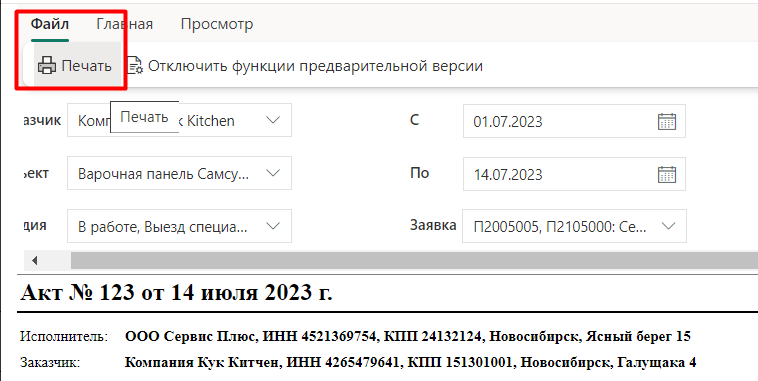 Файл Главная Просмотр
Печать Отключить функции предварительной версии
Печать
азчик Комп k Kitchen С 01.07.2023
ъект Варочная панель Самсу... По 14.07.2023
дия В работе, Выезд специа... Заявка П2005005, П2105000: Се...
Акт № 123 от 14 июля 2023 г.
Исполнитель: ООО Сервис Плюс, ИНН 4521369754, КПП 24132124, Новосибирск, Ясный берег 15
Заказчик: Компания Кук Китчен, ИНН 4265479641, КПП 151301001, Новосибирск, Галущака 4